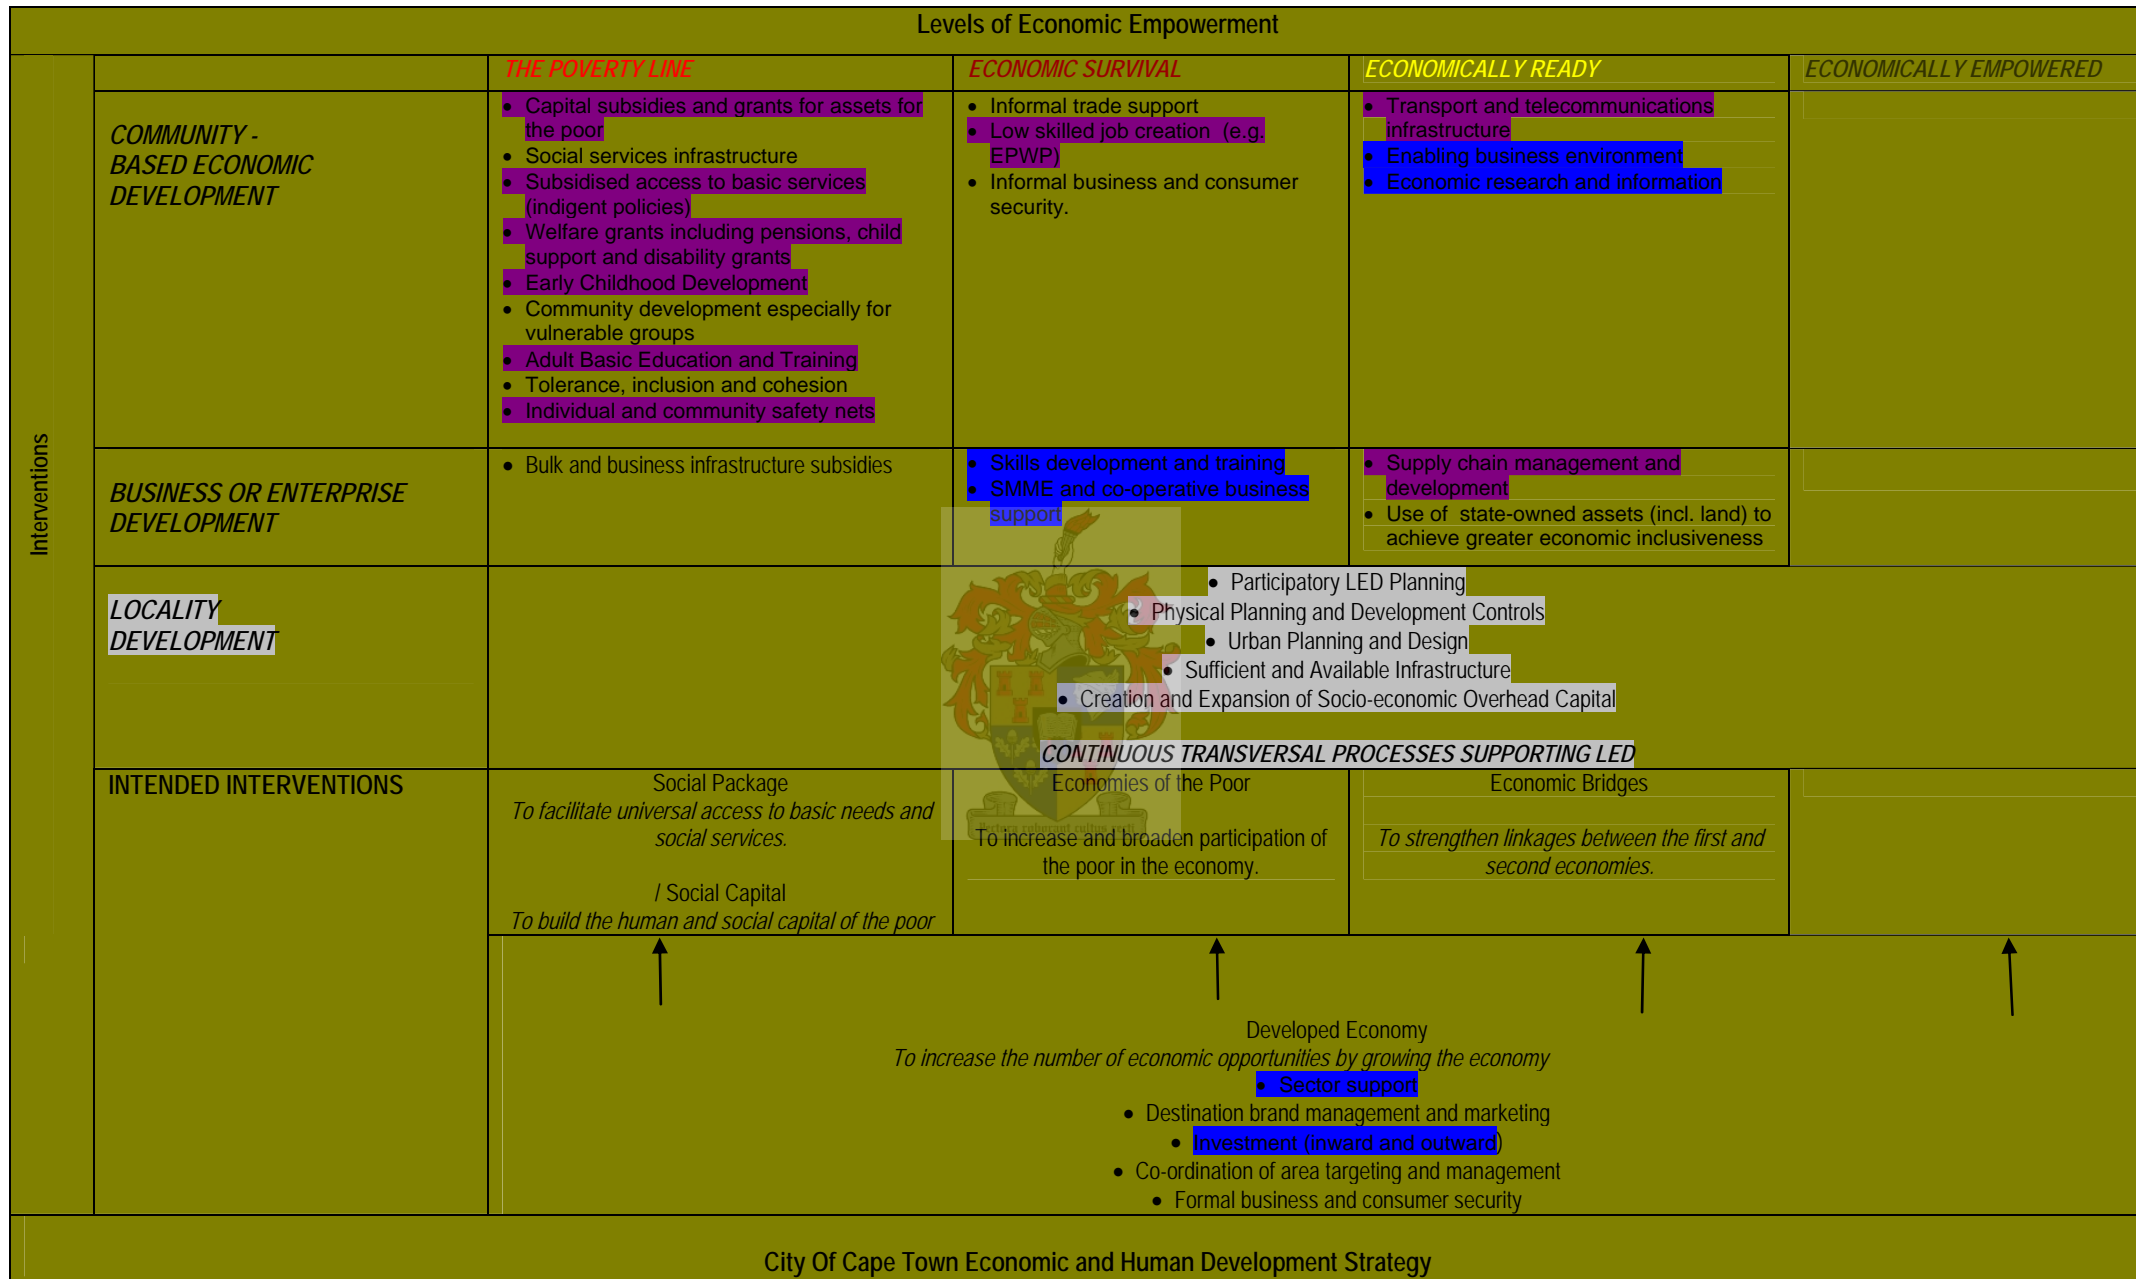 Levels of Economic Empowerment
Interventions
THE POVERTY LINE
ECONOMIC SURVIVAL
ECONOMICALLY READY
ECONOMICALLY EMPOWERED
COMMUNITY -
BASED ECONOMIC
DEVELOPMENT
• Capital subsidies and grants for assets for
the poor
• Social services infrastructure
• Subsidised access to basic services
(indigent policies)
• Welfare grants including pensions, child
support and disability grants
• Early Childhood Development
• Community development especially for
vulnerable groups
• Adult Basic Education and Training
• Tolerance, inclusion and cohesion
• Individual and community safety nets
• Informal trade support
• Low skilled job creation (e.g.
EPWP)
• Informal business and consumer
security.
• Transport and telecommunications
infrastructure
• Enabling business environment
• Economic research and information
BUSINESS OR ENTERPRISE
DEVELOPMENT
• Bulk and business infrastructure subsidies
• Skills development and training
• SMME and co-operative business
support
• Supply chain management and
development
• Use of state-owned assets (incl. land) to
achieve greater economic inclusiveness
LOCALITY
DEVELOPMENT
• Participatory LED Planning
• Physical Planning and Development Controls
• Urban Planning and Design
• Sufficient and Available Infrastructure
• Creation and Expansion of Socio-economic Overhead Capital
CONTINUOUS TRANSVERSAL PROCESSES SUPPORTING LED
INTENDED INTERVENTIONS
Social Package
To facilitate universal access to basic needs and
social services.
/ Social Capital
To build the human and social capital of the poor
Economies of the Poor
To increase and broaden participation of
the poor in the economy.
Economic Bridges
To strengthen linkages between the first and
second economies.
Developed Economy
To increase the number of economic opportunities by growing the economy
• Sector support
• Destination brand management and marketing
• Investment (inward and outward)
• Co-ordination of area targeting and management
• Formal business and consumer security
City Of Cape Town Economic and Human Development Strategy